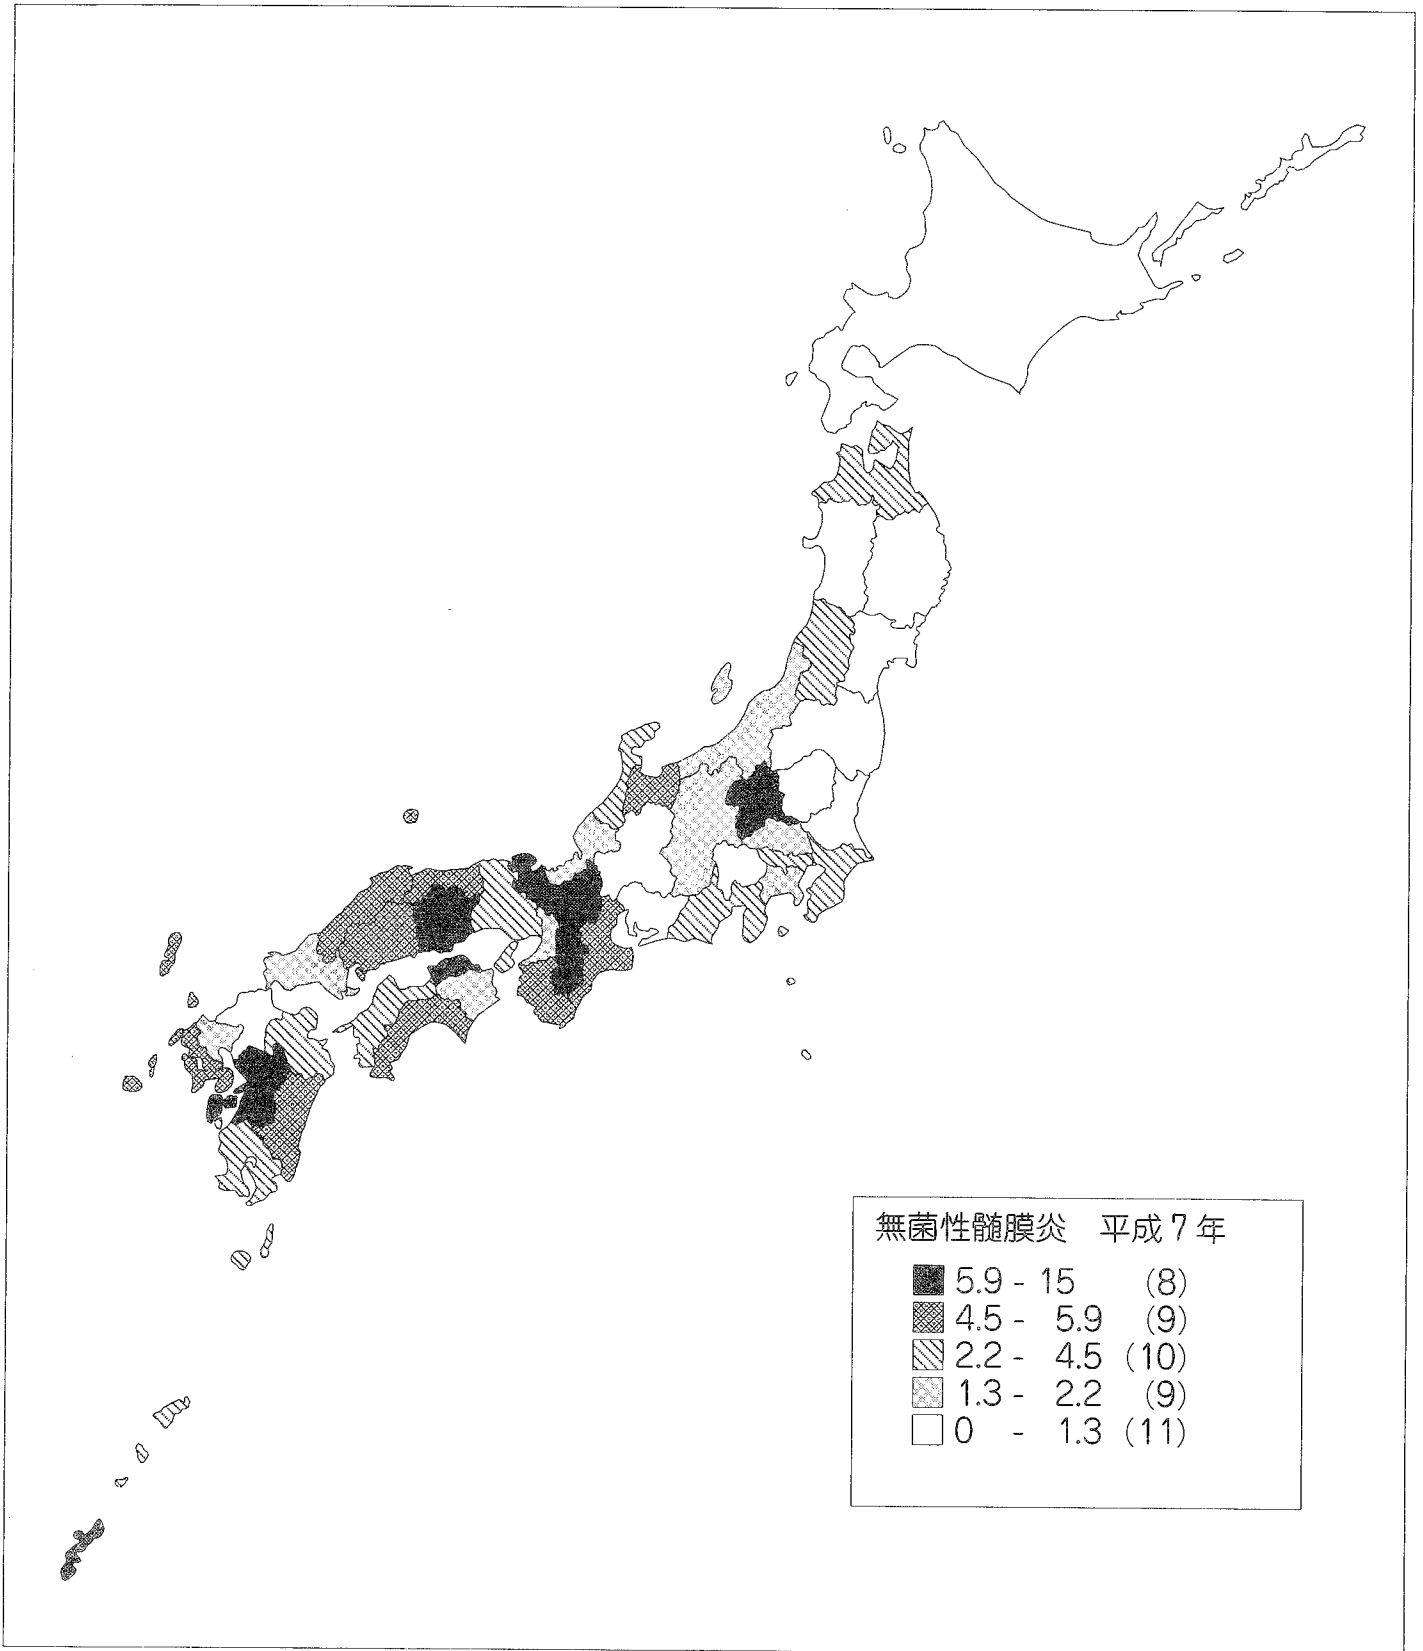 無菌性髄膜炎 平成7年
5.9 - 15 (8)
4.5 - 5.9 (9)
2.2 - 4.5 (10)
1.3 - 2.2 (9)
0 - 1.3 (11)